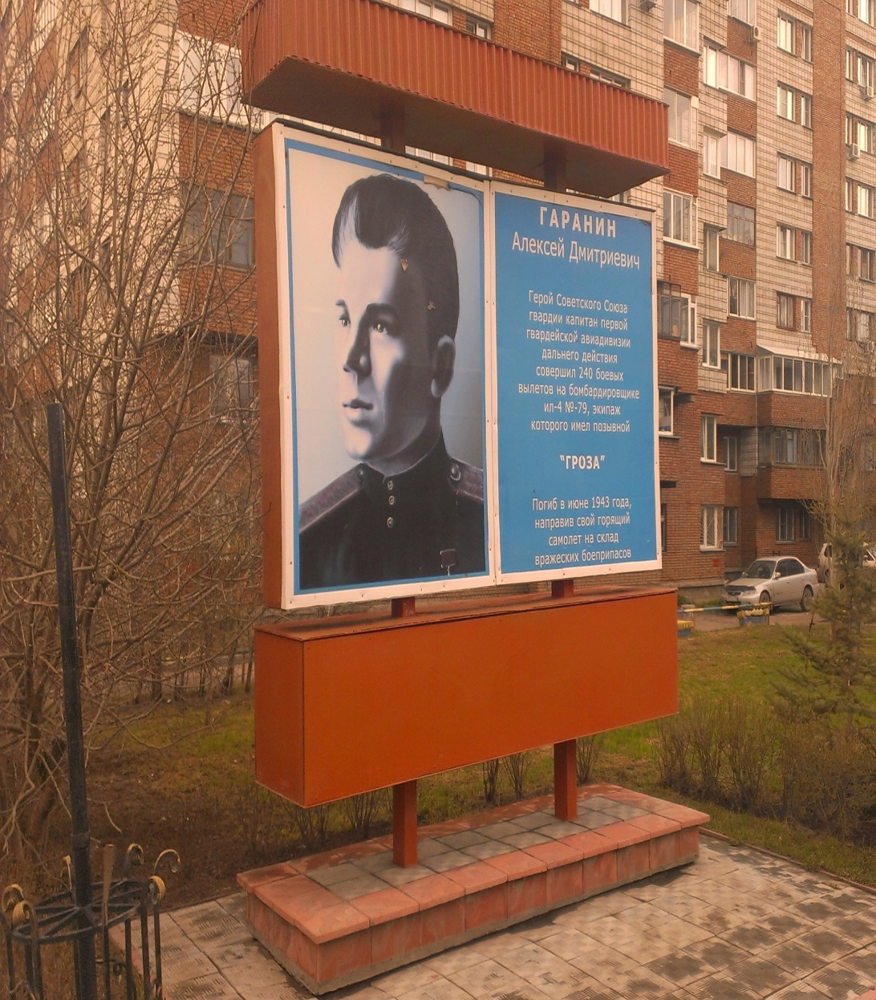 ГАРАНИН
Алексей Дмитриевич
Герой Советского Союза
гвардии капитан первой
гвардейской авиадивизии
дальнего действия
совершил 240 боевых
вылетов на бомбардировщике
ил-4 №-79, экипаж
которого имел позывной
"ГРОЗА"
Погиб в июне 1943 года,
направив свой горящий
самолет на склад
вражеских боеприпасов